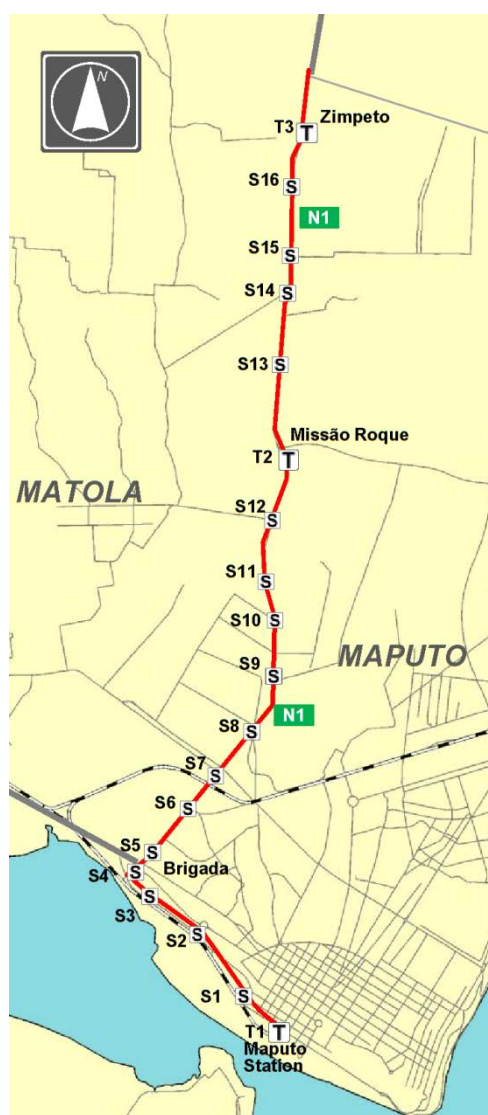 N
Zimpeto
T3
T
S16
S
N1
S15
S
S14
S
S13
S
Missão Roque
T2
T
MATOLA
S12
S
S11
S
S10
S
MAPUTO
S9
S
N1
S8
S
S7
S
S6
S
S5
S
Brigada
S4
S
S3
S
S2
S
S1
S
T1
T
Maputo
Station